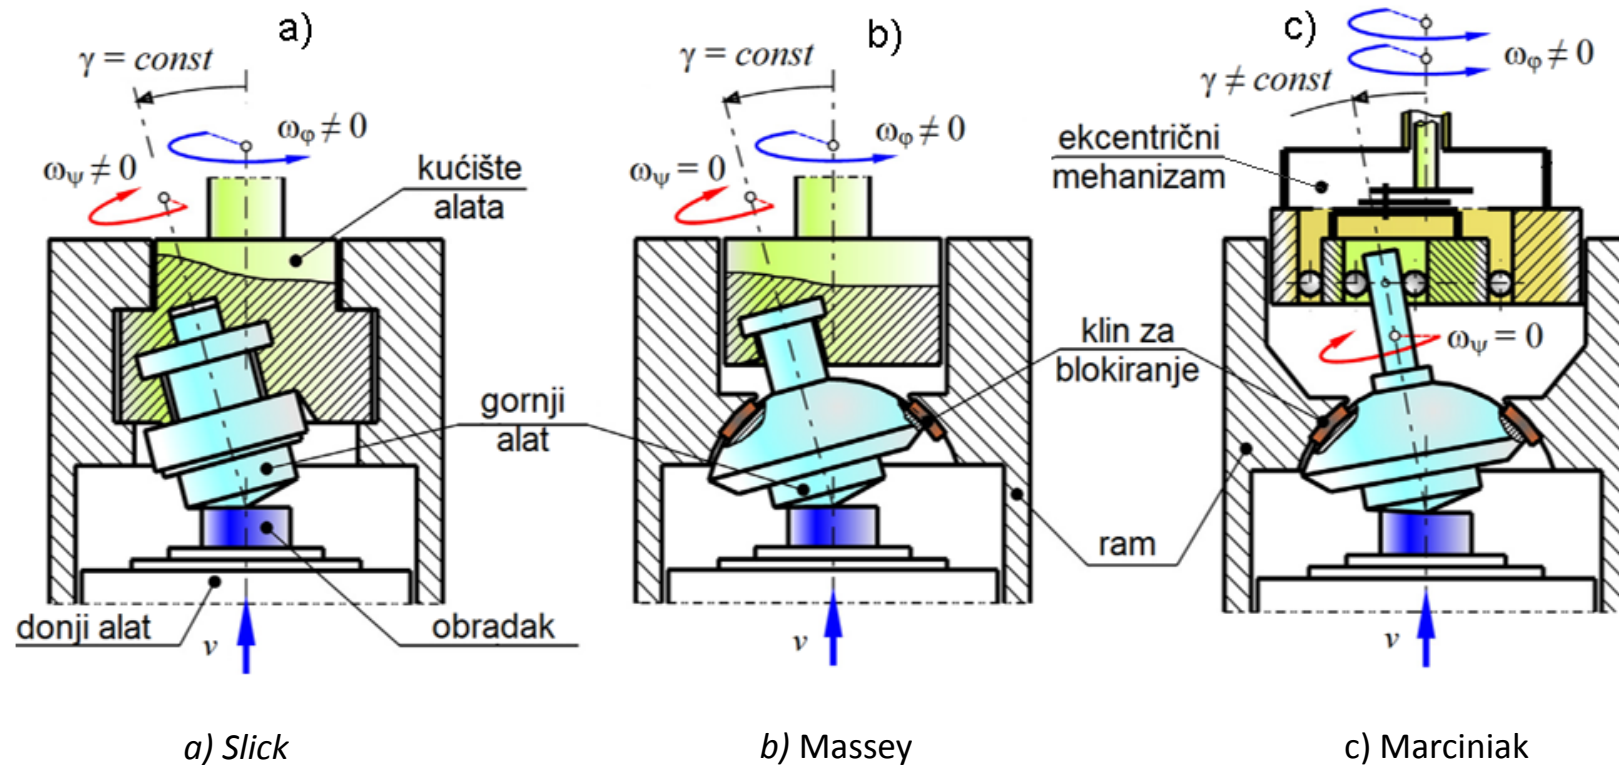 a)
γ = const
ω_φ ≠ 0
ω_ψ ≠ 0
kućište
alata
gornji
alat
donji alat
v
obradak
b)
γ = const
ω_φ ≠ 0
ω_ψ = 0
klin za
blokiranje
ram
v
c)
ω_φ ≠ 0
γ ≠ const
ekcentrični
mehanizam
ω_ψ = 0
v
a) Slick
b) Massey
c) Marciniak